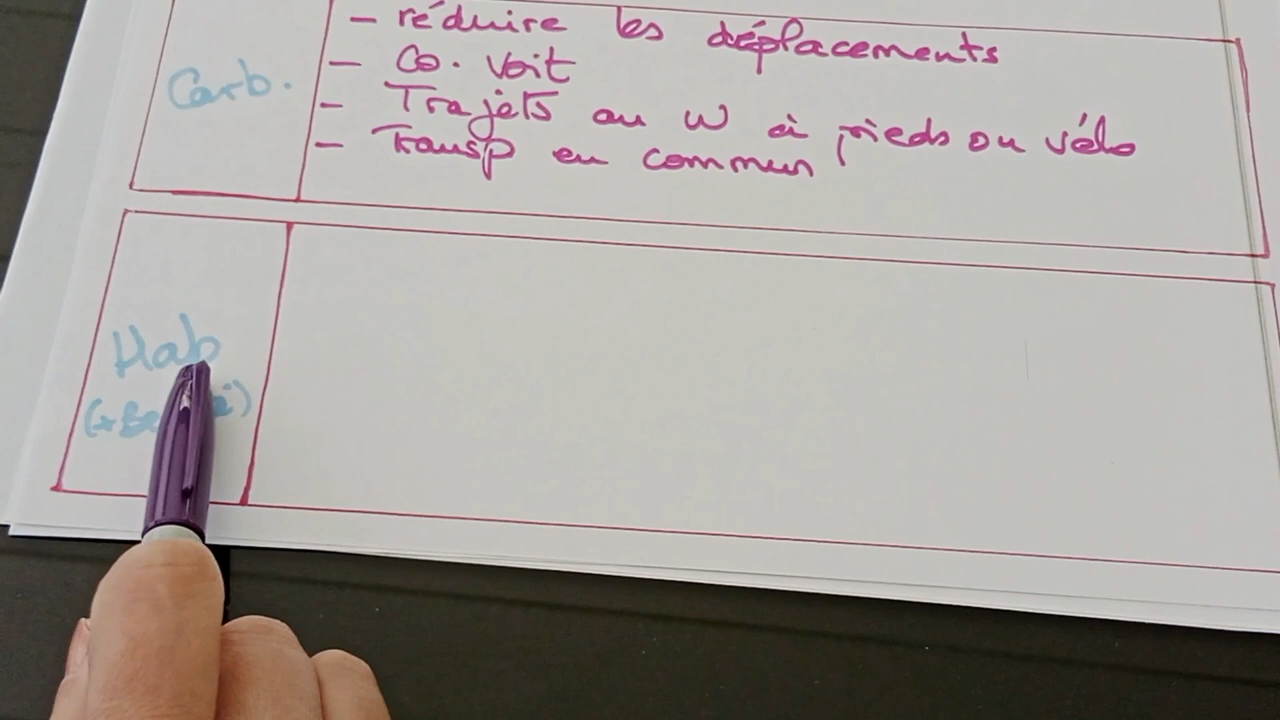 Carb.
- réduire les déplacements
- Co. Voit
- Trajets au W à pieds ou vélo
- Transp en commun
Hab